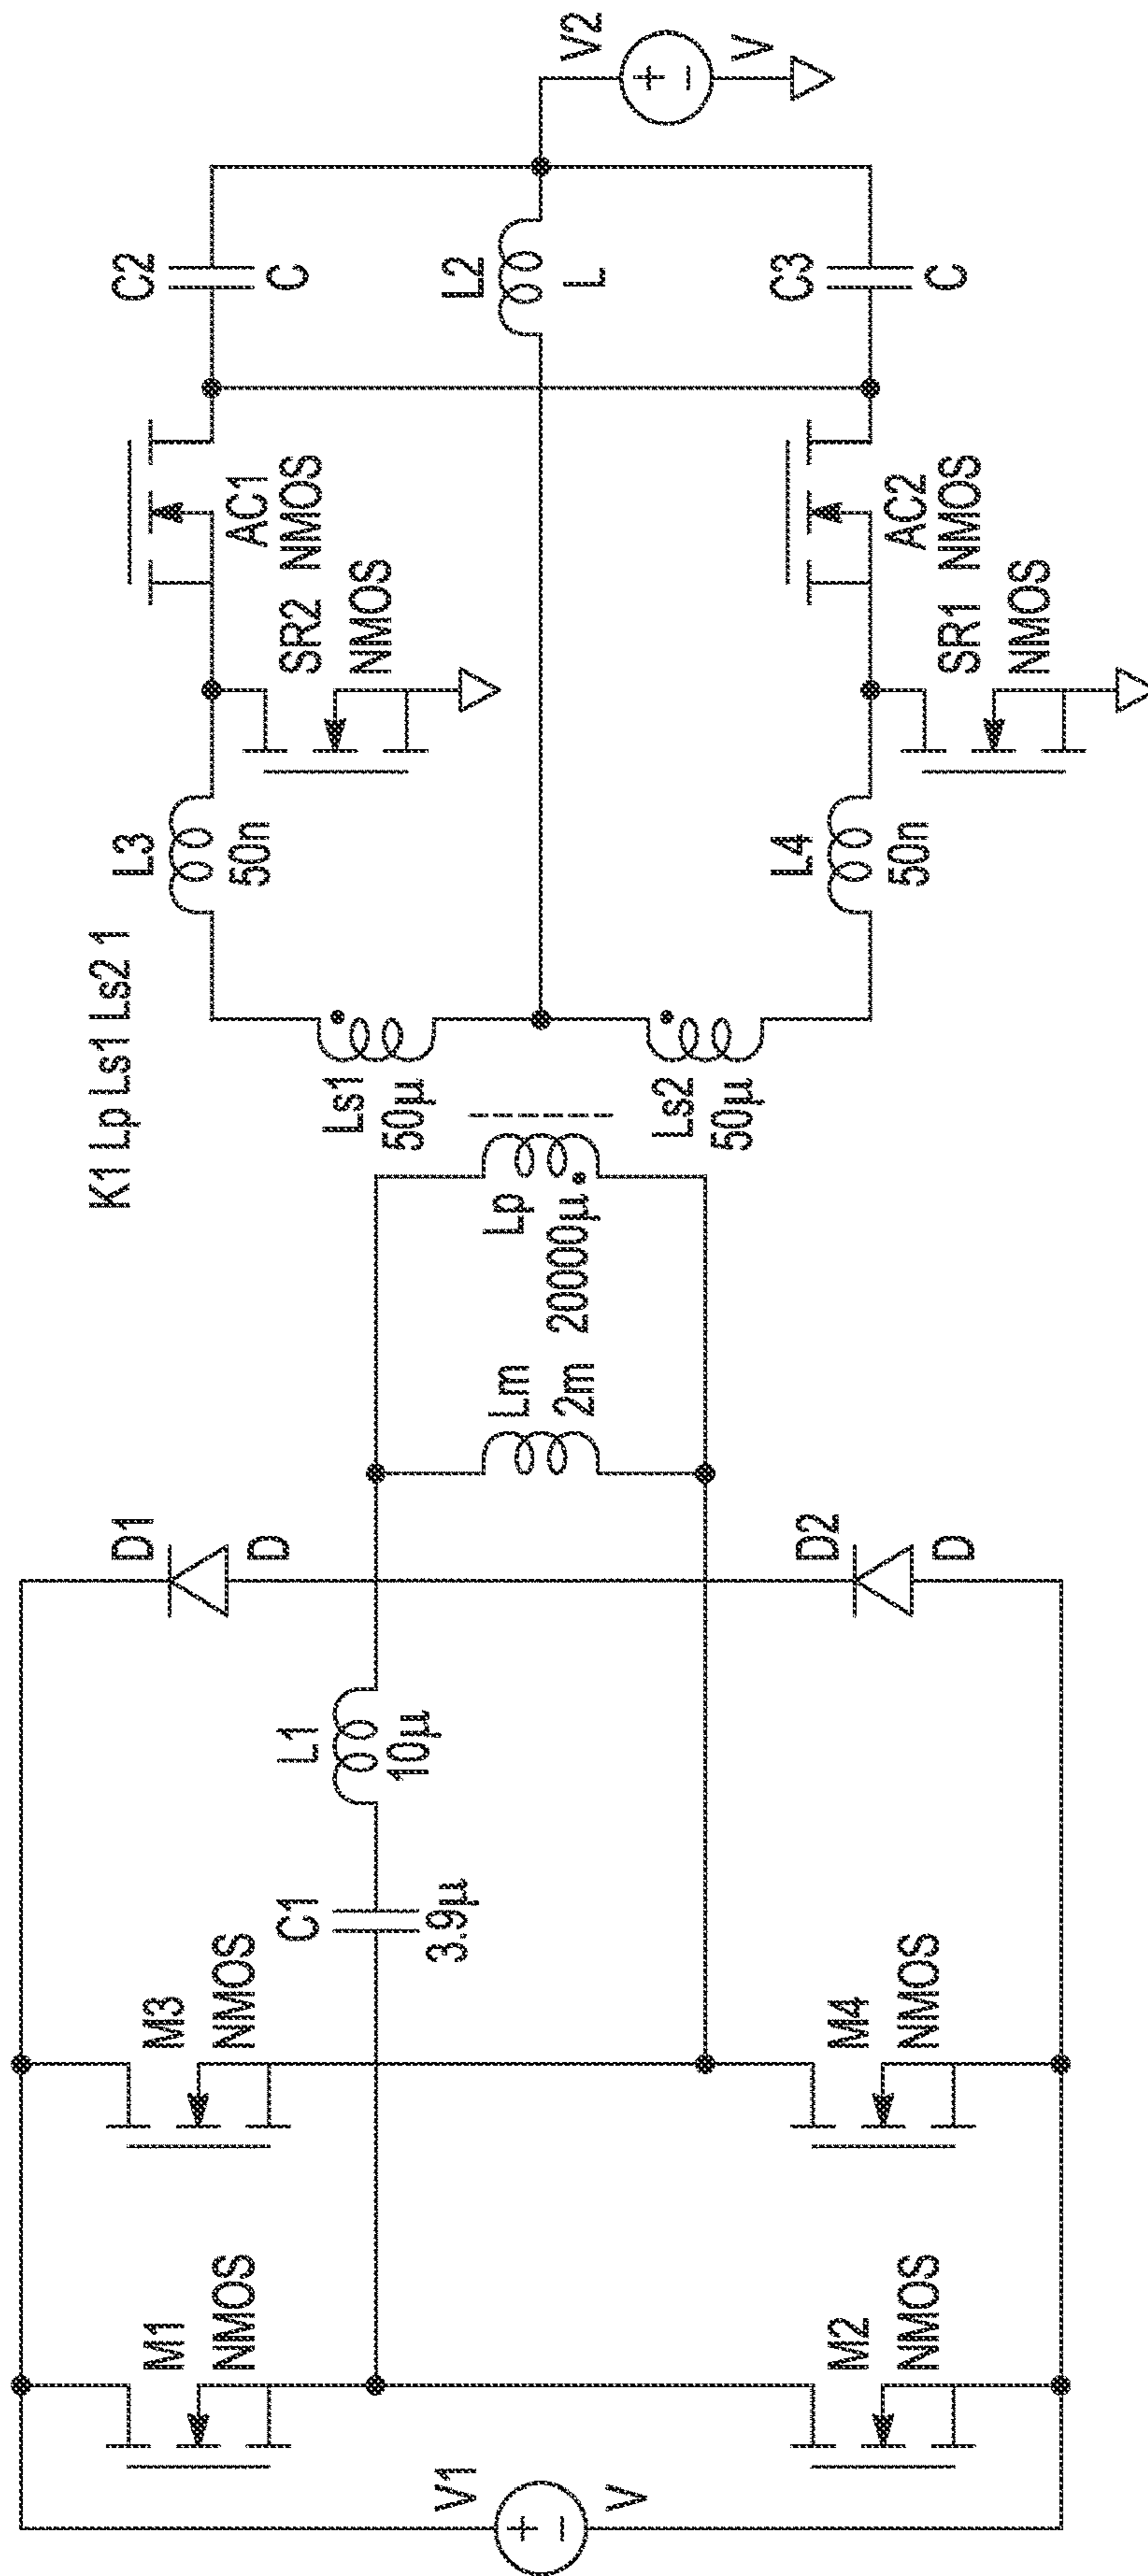 K1 Lp Ls1 Ls2 1
V1
V
M1
NMOS
M2
NMOS
M3
NMOS
M4
NMOS
C1
3.9µ
L1
10µ
D1
D
D2
D
Lm
2m
Lp
20000µ
Ls1
50µ
Ls2
50µ
L3
50n
L4
50n
SR2
NMOS
SR1
NMOS
AC1
NMOS
AC2
NMOS
C2
C
L2
L
C3
C
V2
V
+
−
+
−